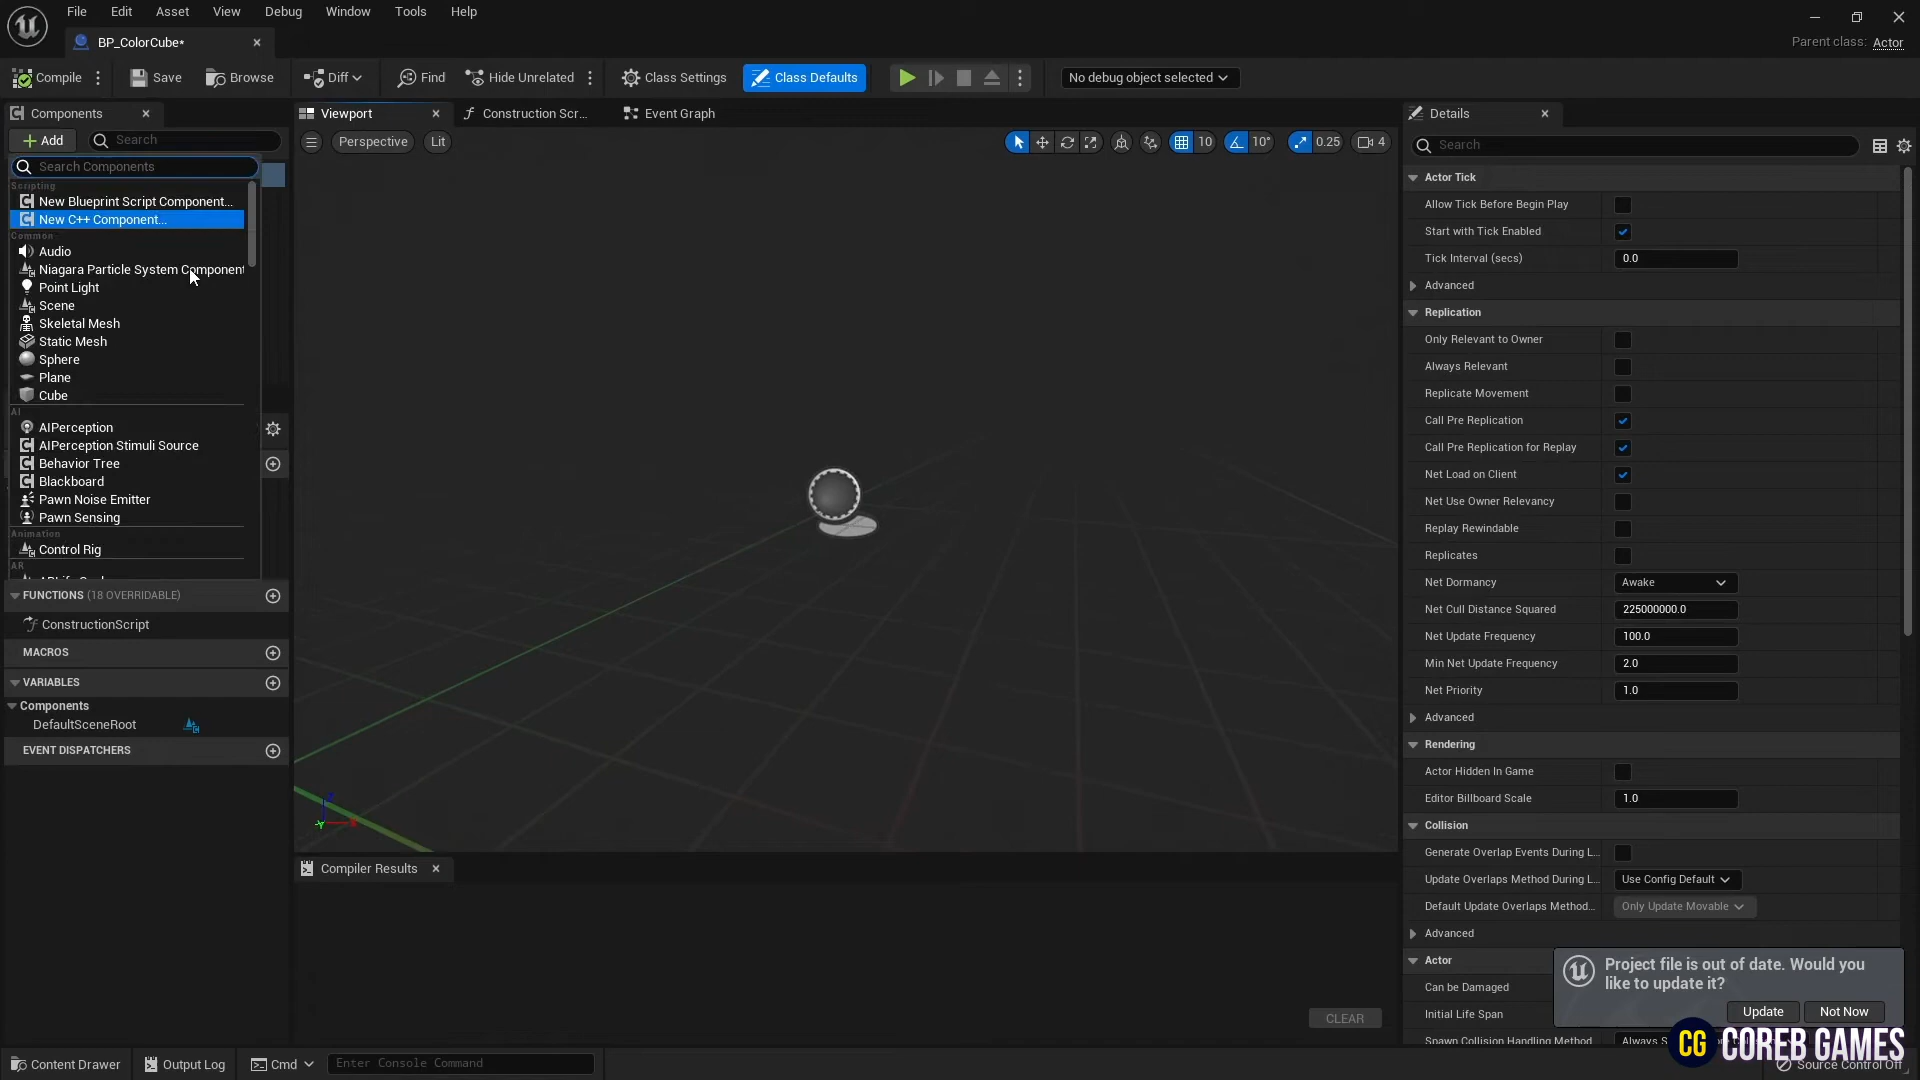 File Edit Asset View Debug Window Tools Help
BP_ColorCube*
Parent class: Actor
Compile Save Browse Diff Find Hide Unrelated Class Settings Class Defaults No debug object selected
Components Viewport Construction Scr... Event Graph Details
Add Search
Search Components
Perspective Lit 10 10° 0.25 4
Search
Scripting
New Blueprint Script Component...
New C++ Component...
Common
Audio
Niagara Particle System Component
Point Light
Scene
Skeletal Mesh
Static Mesh
Sphere
Plane
Cube
AI
AIPerception
AIPerception Stimuli Source
Behavior Tree
Blackboard
Pawn Noise Emitter
Pawn Sensing
Animation
Control Rig
AR
FUNCTIONS (18 OVERRIDABLE)
ConstructionScript
MACROS
VARIABLES
Components
DefaultSceneRoot
EVENT DISPATCHERS
Compiler Results
CLEAR
Actor Tick
Allow Tick Before Begin Play
Start with Tick Enabled
Tick Interval (secs) 0.0
Advanced
Replication
Only Relevant to Owner
Always Relevant
Replicate Movement
Call Pre Replication
Call Pre Replication for Replay
Net Load on Client
Net Use Owner Relevancy
Replay Rewindable
Replicates
Net Dormancy Awake
Net Cull Distance Squared 225000000.0
Net Update Frequency 100.0
Min Net Update Frequency 2.0
Net Priority 1.0
Advanced
Rendering
Actor Hidden In Game
Editor Billboard Scale 1.0
Collision
Generate Overlap Events During L...
Update Overlaps Method During L... Use Config Default
Default Update Overlaps Method... Only Update Movable
Advanced
Actor
Can be Damaged
Initial Life Span
Spawn Collision Handling Method Always S
Project file is out of date. Would you
like to update it?
Update Not Now
CG COREB GAMES
Content Drawer Output Log Cmd Enter Console Command
Source Control Off